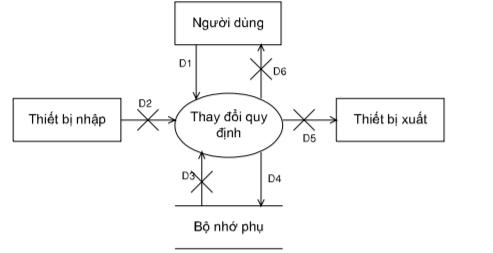 Người dùng
D1
D6
Thiết bị nhập
D2
Thay đổi quy
định
D5
Thiết bị xuất
D3
D4
Bộ nhớ phụ